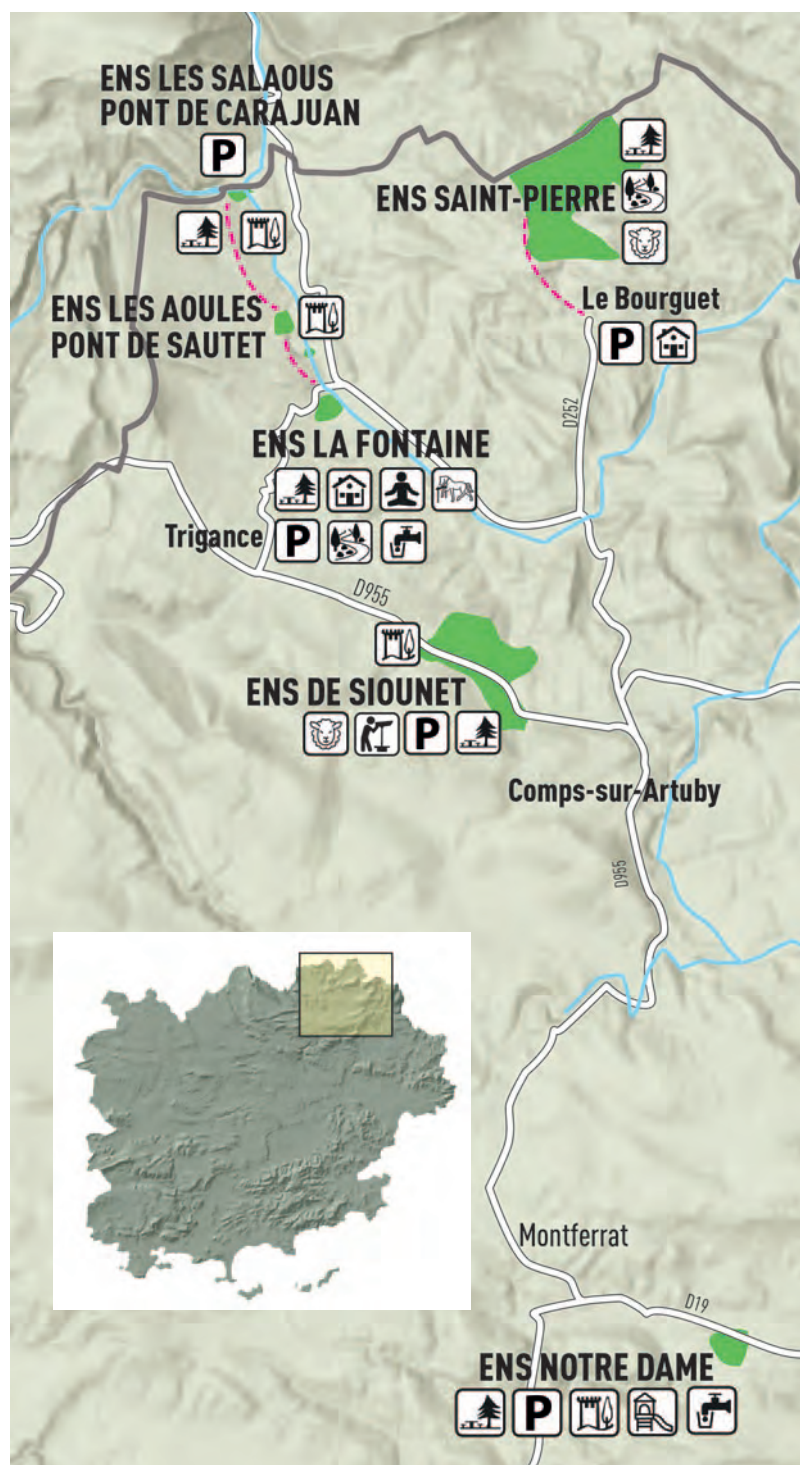 ENS LES SALAOUS
PONT DE CARAJUAN
P
ENS SAINT-PIERRE
ENS LES AOULES
PONT DE SAUTET
Le Bourguet
P
D252
ENS LA FONTAINE
Trigance
P
D955
ENS DE SIOUNET
P
Comps-sur-Artuby
D955
Montferrat
D19
ENS NOTRE DAME
P